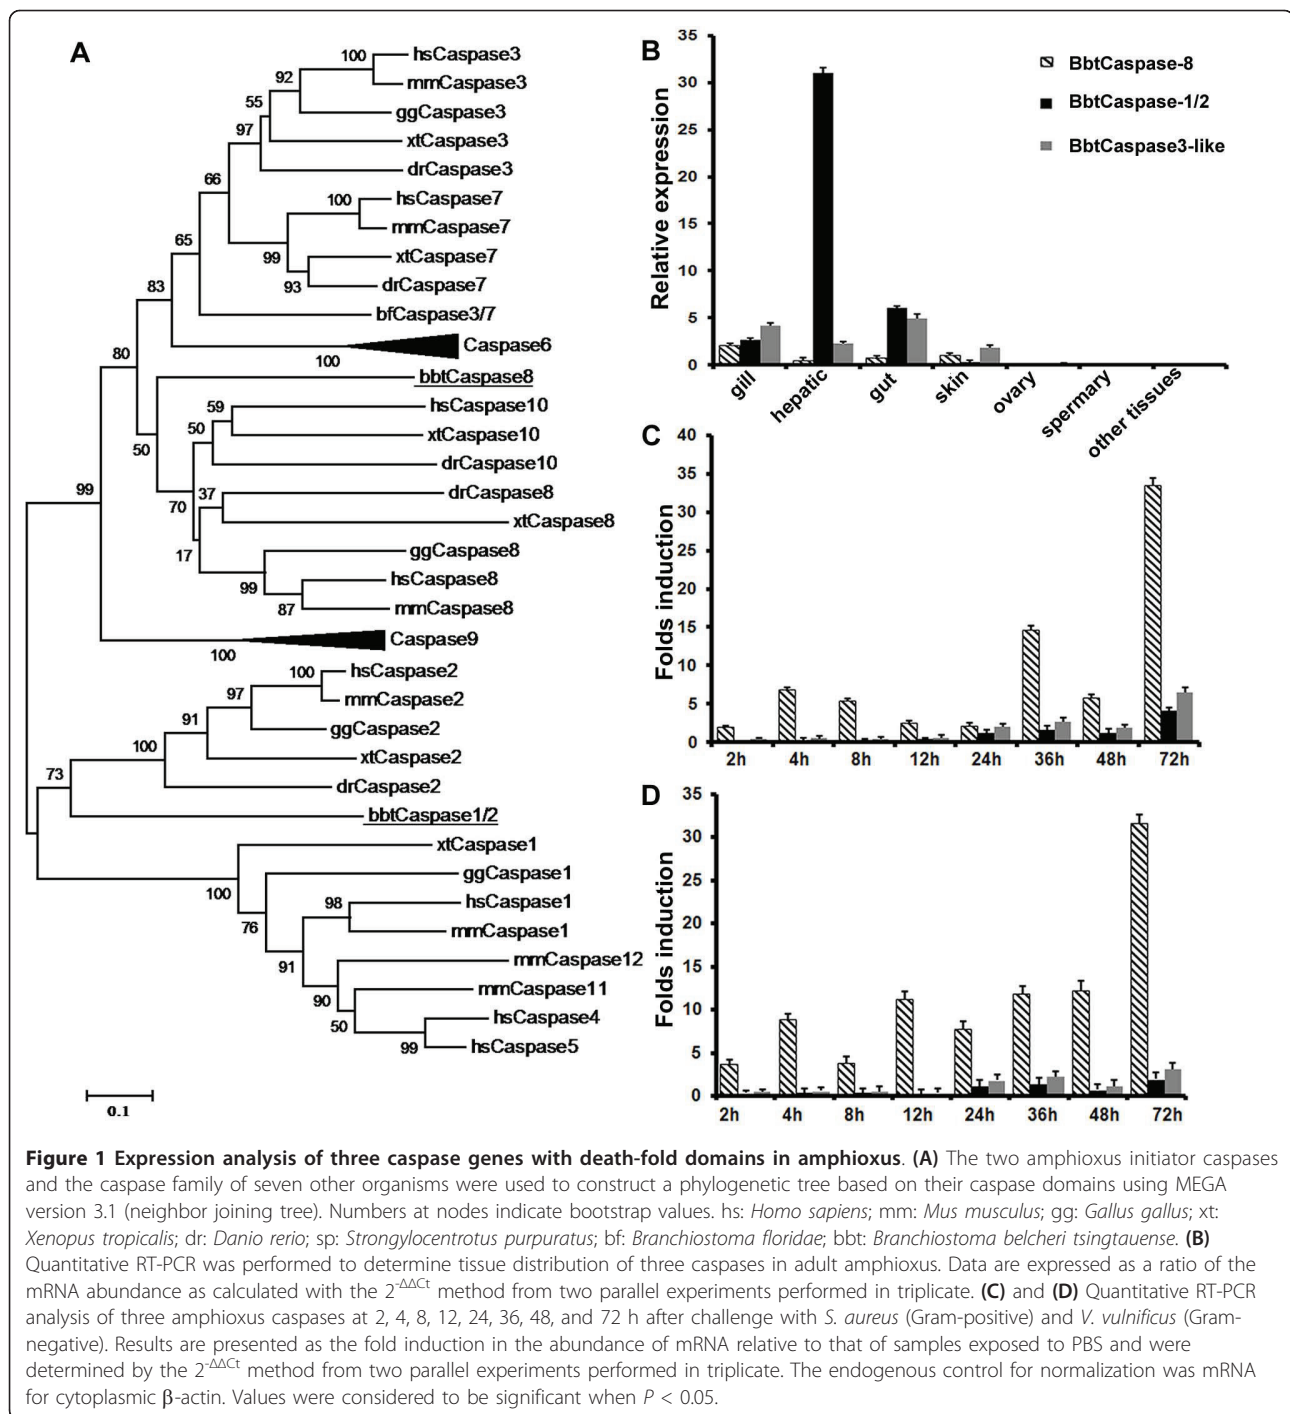 A
hsCaspase3
100
mmCaspase3
92
ggCaspase3
55
xtCaspase3
97
drCaspase3
66
hsCaspase7
100
mmCaspase7
65
xtCaspase7
99
drCaspase7
93
83
bfCaspase3/7
Caspase6
100
80
bbtCaspase8
hsCaspase10
59
xtCaspase10
50
50
drCaspase10
99
37
drCaspase8
70
xtCaspase8
17
ggCaspase8
hsCaspase8
99
mmCaspase8
87
Caspase9
100
hsCaspase2
100
mmCaspase2
97
ggCaspase2
91
xtCaspase2
100
drCaspase2
73
bbtCaspase1/2
xtCaspase1
ggCaspase1
100
hsCaspase1
98
mmCaspase1
76
mmCaspase12
91
mmCaspase11
90
hsCaspase4
50
hsCaspase5
99
0.1
B
Relative expression
35
30
25
20
15
10
5
0
BbtCaspase-8
BbtCaspase-1/2
BbtCaspase3-like
gill hepatic gut skin ovary spermary other tissues
C
Folds induction
40
35
30
25
20
15
10
5
0
2h 4h 8h 12h 24h 36h 48h 72h
D
Folds induction
35
30
25
20
15
10
5
0
2h 4h 8h 12h 24h 36h 48h 72h
Figure 1 Expression analysis of three caspase genes with death-fold domains in amphioxus. (A) The two amphioxus initiator caspases
and the caspase family of seven other organisms were used to construct a phylogenetic tree based on their caspase domains using MEGA
version 3.1 (neighbor joining tree). Numbers at nodes indicate bootstrap values. hs: Homo sapiens; mm: Mus musculus; gg: Gallus gallus; xt:
Xenopus tropicalis; dr: Danio rerio; sp: Strongylocentrotus purpuratus; bf: Branchiostoma floridae; bbt: Branchiostoma belcheri tsingtauense. (B)
Quantitative RT-PCR was performed to determine tissue distribution of three caspases in adult amphioxus. Data are expressed as a ratio of the
mRNA abundance as calculated with the 2-ΔΔCt method from two parallel experiments performed in triplicate. (C) and (D) Quantitative RT-PCR
analysis of three amphioxus caspases at 2, 4, 8, 12, 24, 36, 48, and 72 h after challenge with S. aureus (Gram-positive) and V. vulnificus (Gram-
negative). Results are presented as the fold induction in the abundance of mRNA relative to that of samples exposed to PBS and were
determined by the 2-ΔΔCt method from two parallel experiments performed in triplicate. The endogenous control for normalization was mRNA
for cytoplasmic β-actin. Values were considered to be significant when P < 0.05.